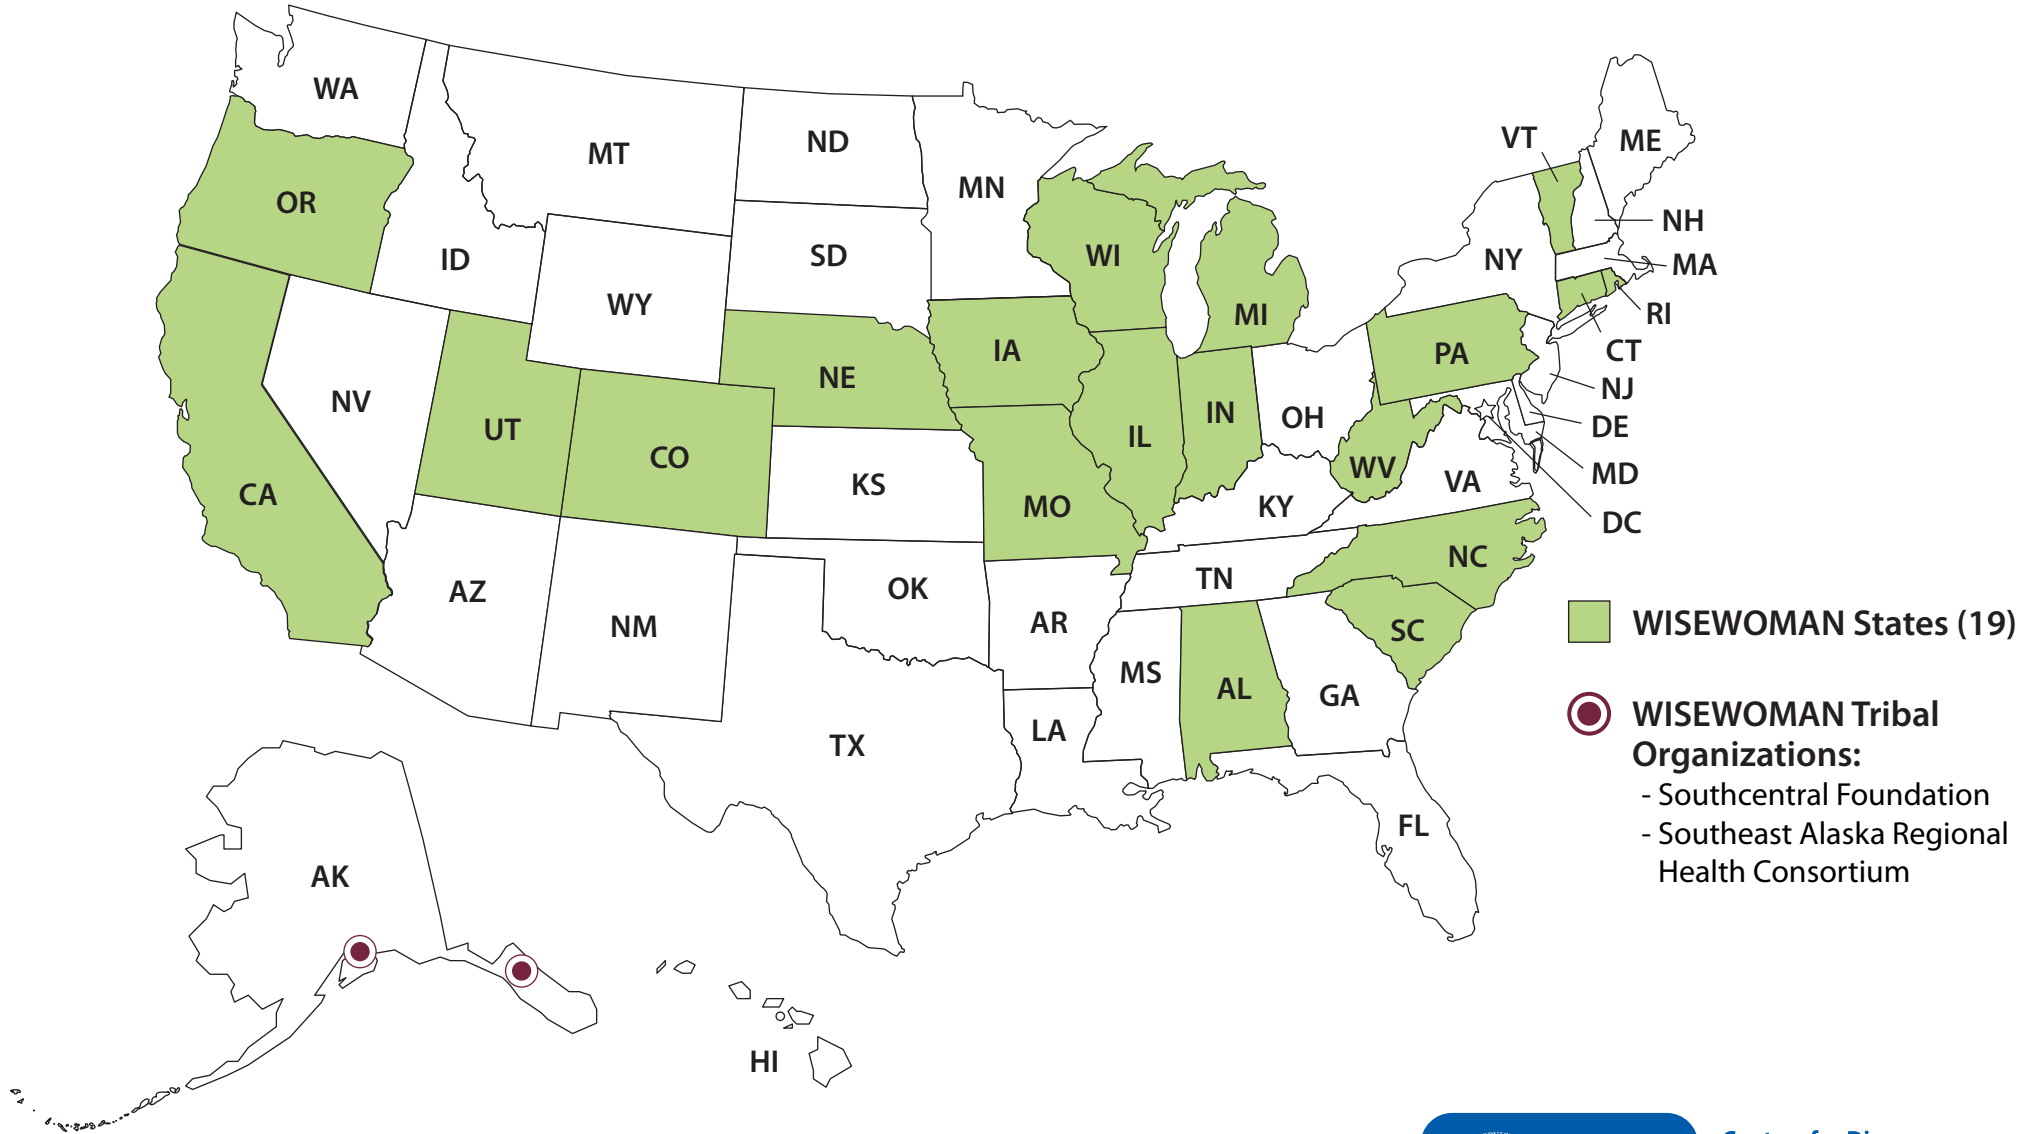 WA
MT
ND
MN
VT
ME
OR
ID
SD
WI
NY
NH
MA
WY
MI
RI
IA
PA
CT
NE
NJ
NV
UT
CO
IL
IN
OH
DE
WV
MD
CA
KS
MO
KY
VA
DC
AZ
NM
OK
AR
TN
NC
SC
MS
AL
GA
TX
LA
FL
AK
HI
WISEWOMAN States (19)
WISEWOMAN Tribal
Organizations:
- Southcentral Foundation
- Southeast Alaska Regional
Health Consortium